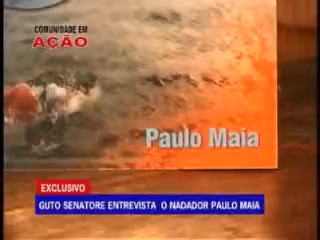 COMUNIDADE EM
AÇÃO
Paulo Maia
EXCLUSIVO
GUTO SENATORE ENTREVISTA O NADADOR PAULO MAIA